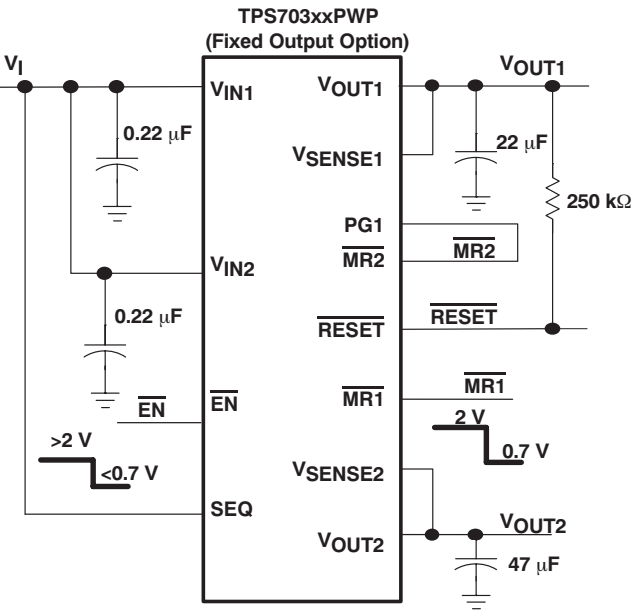 TPS703xxPWP
(Fixed Output Option)
VI
VIN1
VOUT1
VOUT1
0.22 μF
VSENSE1
22 μF
250 kΩ
PG1
MR2
MR2
VIN2
0.22 μF
RESET
RESET
EN
EN
MR1
MR1
>2 V
<0.7 V
2 V
0.7 V
VSENSE2
SEQ
VOUT2
VOUT2
47 μF